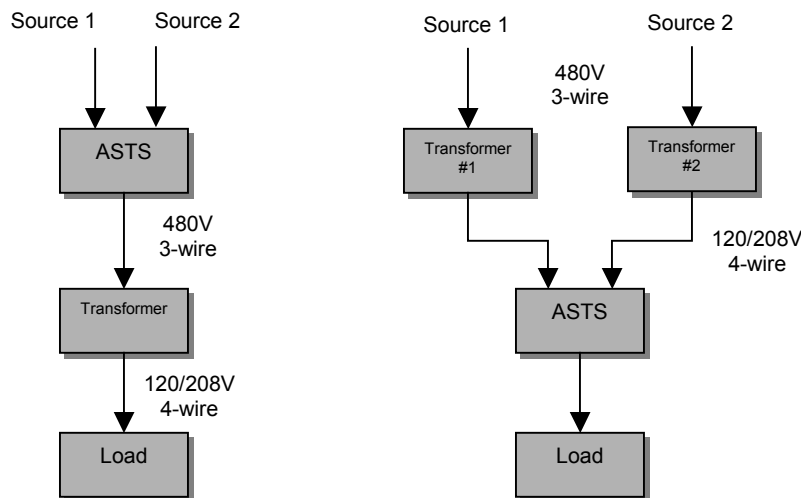 Source 1
Source 2
ASTS
480V
3-wire
Transformer
120/208V
4-wire
Load
Source 1
Source 2
480V
3-wire
Transformer
#1
Transformer
#2
120/208V
4-wire
ASTS
Load